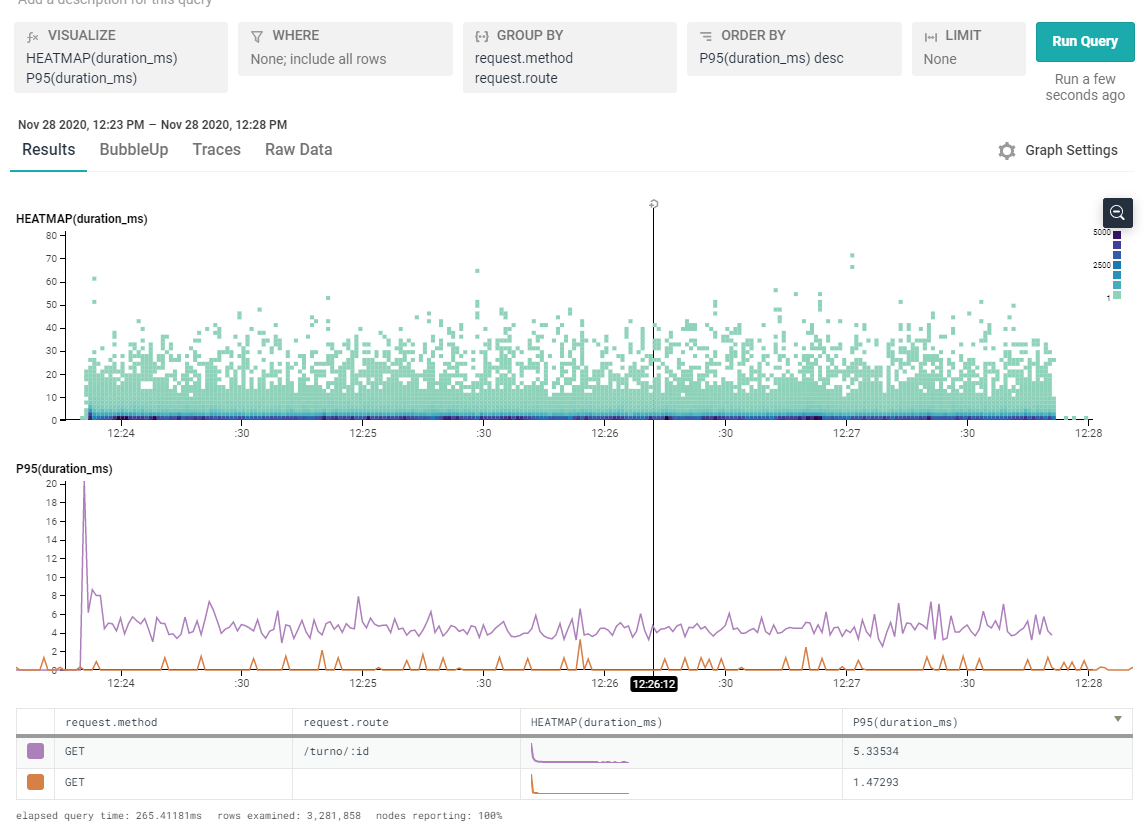 Add a description for this query
VISUALIZE
HEATMAP(duration_ms)
P95(duration_ms)
WHERE
None; include all rows
GROUP BY
request.method
request.route
ORDER BY
P95(duration_ms) desc
LIMIT
None
Run Query
Run a few
seconds ago
Nov 28 2020, 12:23 PM – Nov 28 2020, 12:28 PM
Results BubbleUp Traces Raw Data
Graph Settings
HEATMAP(duration_ms)
80
70
60
50
40
30
20
10
0
5000
2500
1
12:24 :30 12:25 :30 12:26 :30 12:27 :30 12:28
P95(duration_ms)
20
18
16
14
12
10
8
6
4
2
0
12:24 :30 12:25 :30 12:26 12:26:12 :30 12:27 :30 12:28
request.method request.route HEATMAP(duration_ms) P95(duration_ms)
GET /turno/:id 5.33534
GET 1.47293
elapsed query time: 265.41181ms rows examined: 3,281,858 nodes reporting: 100%